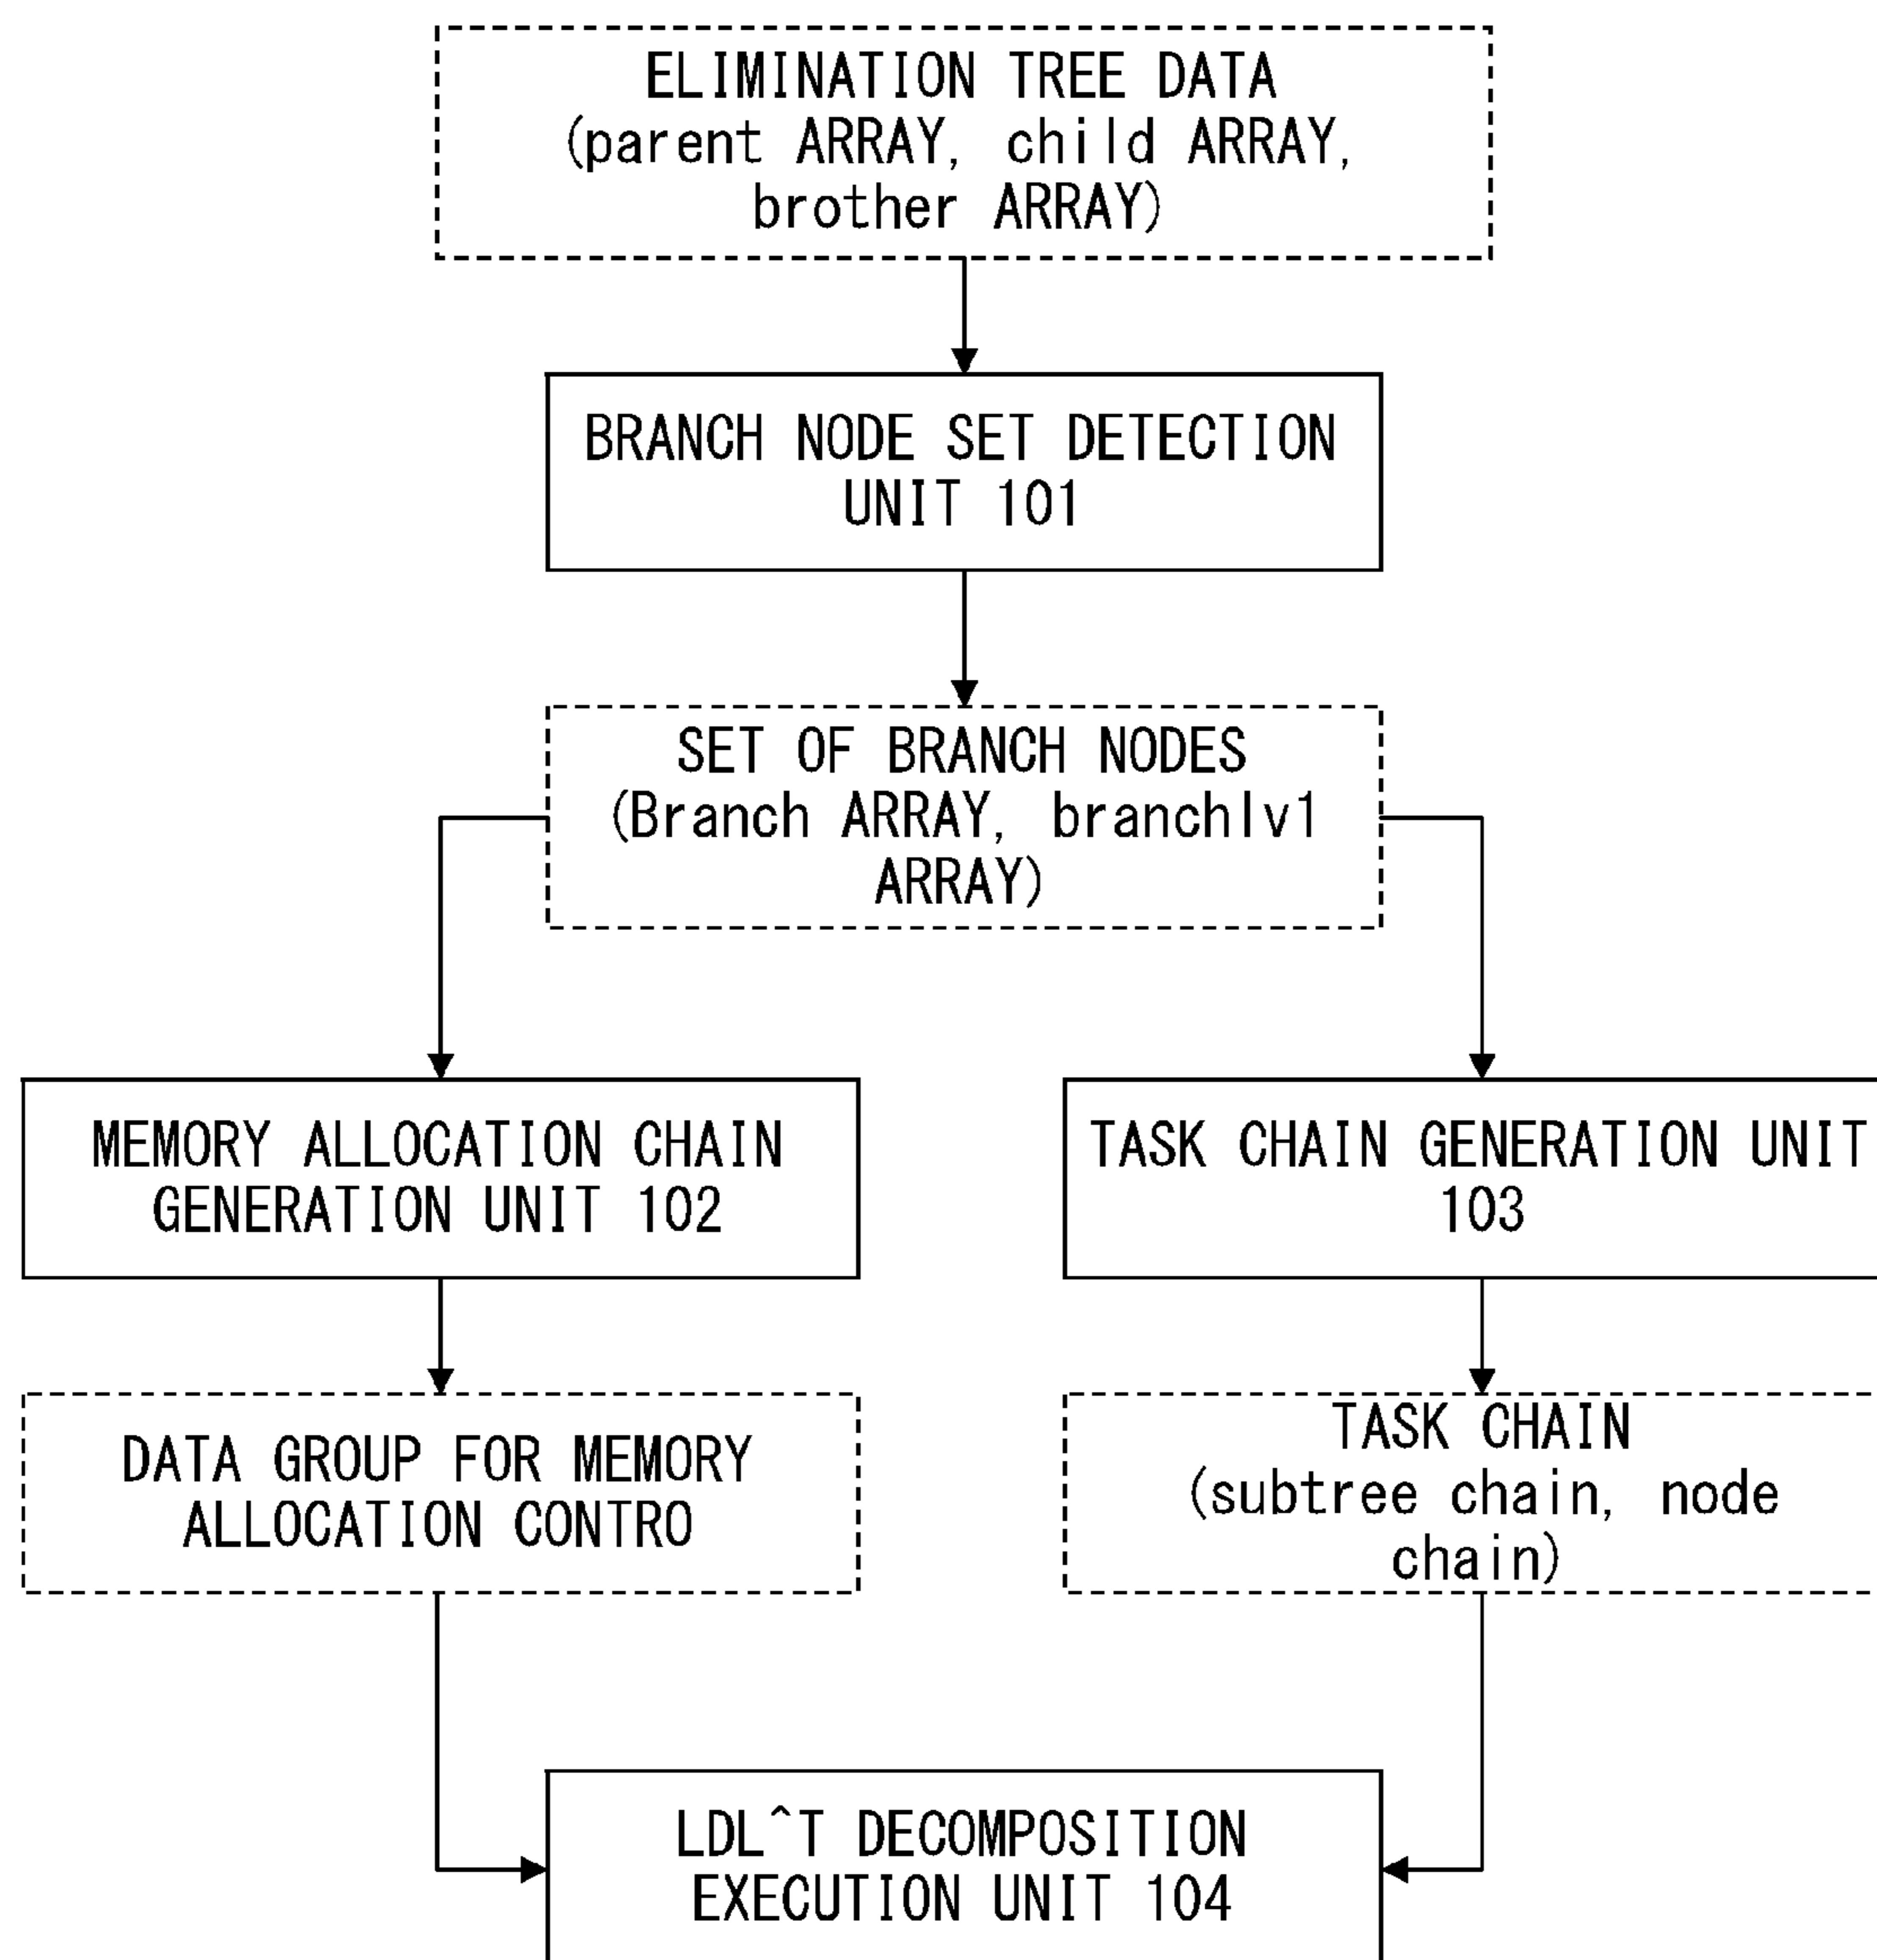 ELIMINATION TREE DATA
(parent ARRAY, child ARRAY,
brother ARRAY)
BRANCH NODE SET DETECTION
UNIT 101
SET OF BRANCH NODES
(Branch ARRAY, branchlv1
ARRAY)
MEMORY ALLOCATION CHAIN
GENERATION UNIT 102
TASK CHAIN GENERATION UNIT
103
DATA GROUP FOR MEMORY
ALLOCATION CONTRO
TASK CHAIN
(subtree chain, node
chain)
LDL^T DECOMPOSITION
EXECUTION UNIT 104